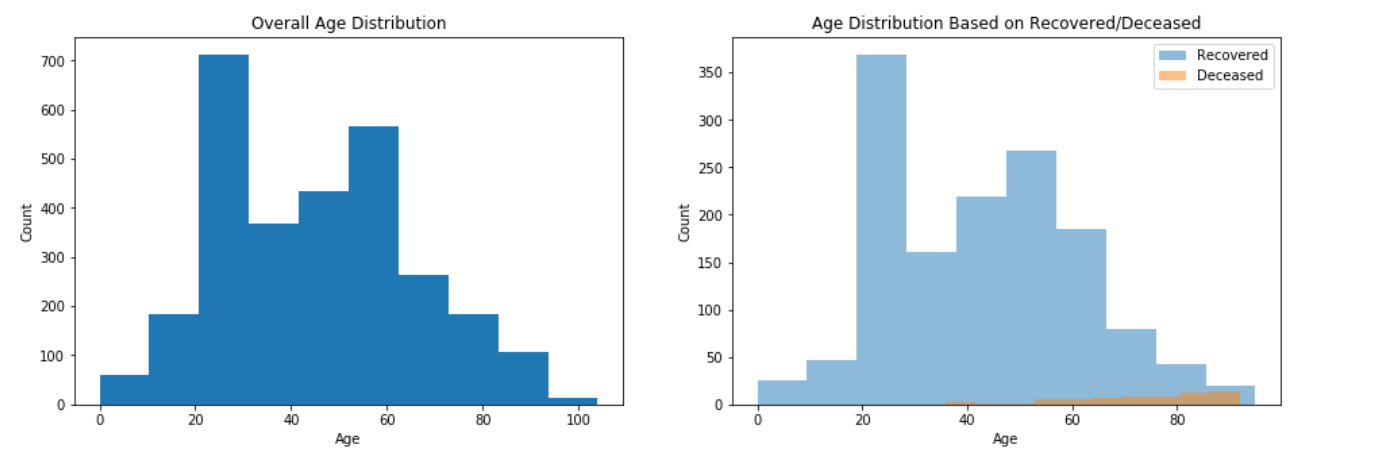 Overall Age Distribution
700
600
500
400
300
200
100
0
Count
0 20 40 60 80 100
Age
Age Distribution Based on Recovered/Deceased
Recovered
Deceased
350
300
250
200
150
100
50
0
Count
0 20 40 60 80
Age